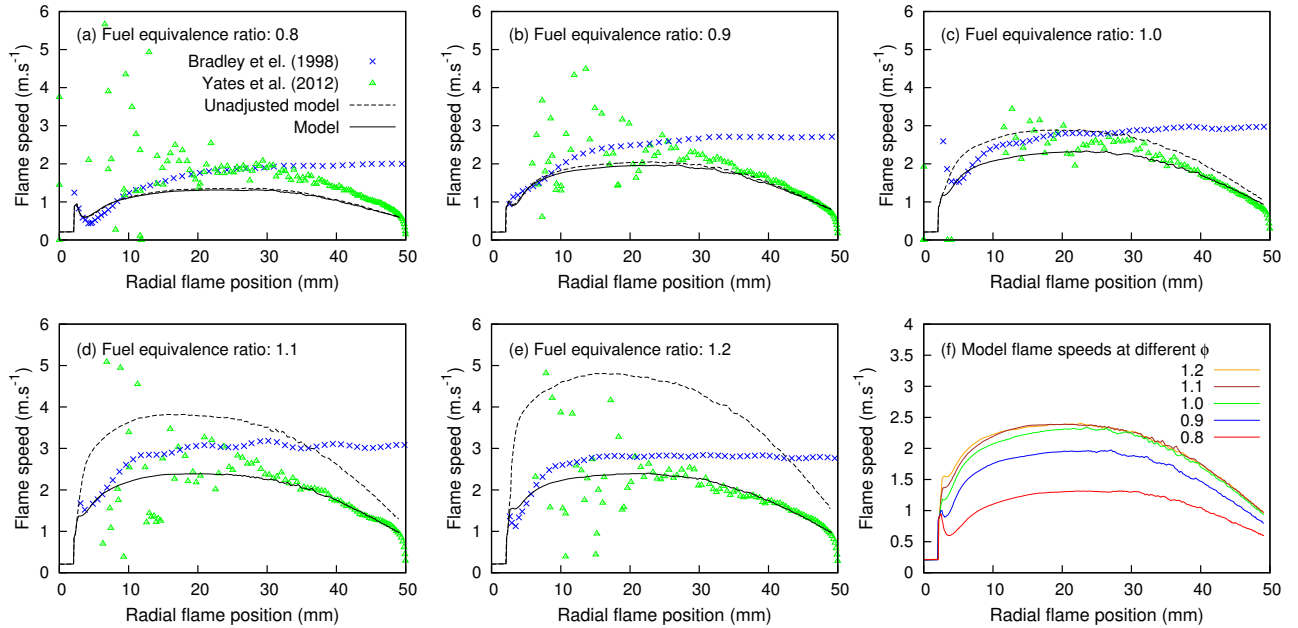 (a) Fuel equivalence ratio: 0.8
Bradley et el. (1998)
Yates et al. (2012)
Unadjusted model
Model
Flame speed (m.s⁻¹)
6
5
4
3
2
1
0
0 10 20 30 40 50
Radial flame position (mm)
(b) Fuel equivalence ratio: 0.9
Flame speed (m.s⁻¹)
6
5
4
3
2
1
0
0 10 20 30 40 50
Radial flame position (mm)
(c) Fuel equivalence ratio: 1.0
Flame speed (m.s⁻¹)
6
5
4
3
2
1
0
0 10 20 30 40 50
Radial flame position (mm)
(d) Fuel equivalence ratio: 1.1
Flame speed (m.s⁻¹)
6
5
4
3
2
1
0
0 10 20 30 40 50
Radial flame position (mm)
(e) Fuel equivalence ratio: 1.2
Flame speed (m.s⁻¹)
6
5
4
3
2
1
0
0 10 20 30 40 50
Radial flame position (mm)
(f) Model flame speeds at different ϕ
1.2
1.1
1.0
0.9
0.8
Flame speed (m.s⁻¹)
4
3.5
3
2.5
2
1.5
1
0.5
0
0 10 20 30 40 50
Radial flame position (mm)